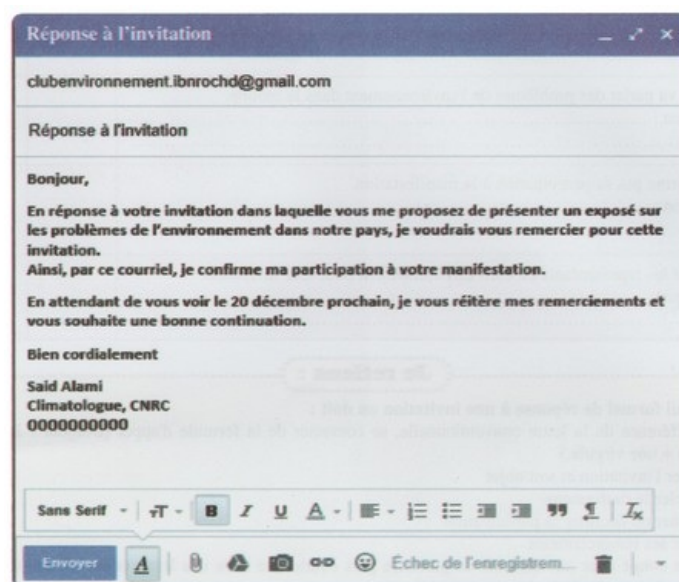 Réponse à l'invitation
clubenvironnement.ibnrochd@gmail.com
Réponse à l'invitation
Bonjour,
En réponse à votre invitation dans laquelle vous me proposez de présenter un exposé sur
les problèmes de l'environnement dans notre pays, je voudrais vous remercier pour cette
invitation.
Ainsi, par ce courriel, je confirme ma participation à votre manifestation.
En attendant de vous voir le 20 décembre prochain, je vous réitère mes remerciements et
vous souhaite une bonne continuation.
Bien cordialement
Said Alami
Climatologue, CNRC
0000000000
Sans Serif
Envoyer Échec de l'enregistrem...